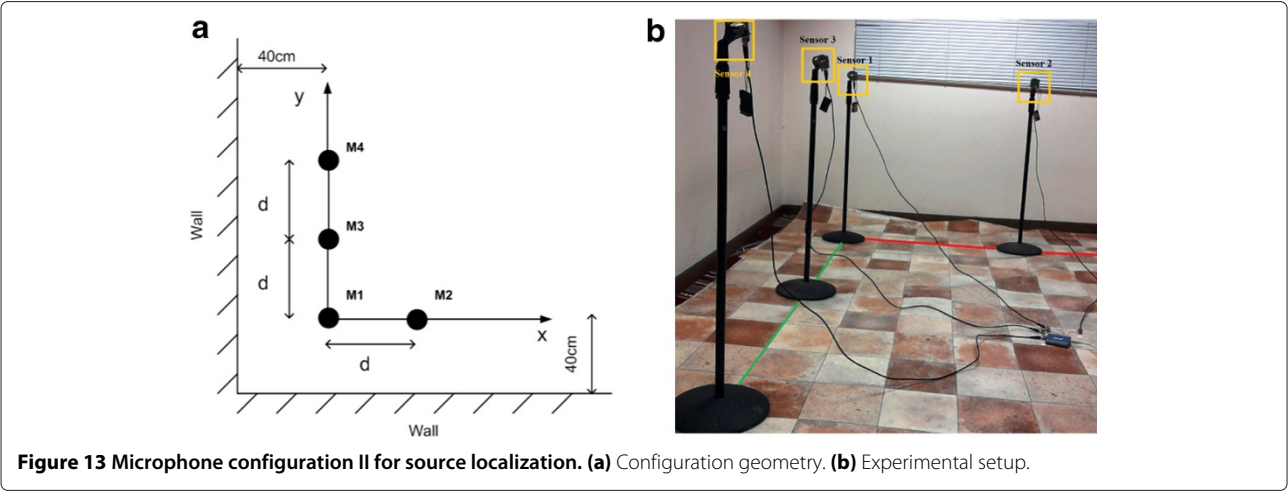 a
40cm
y
M4
d
Wall
M3
d
M1
M2
x
d
40cm
Wall
b
Sensor 4
Sensor 3
Sensor 1
Sensor 2
Figure 13 Microphone configuration II for source localization. (a) Configuration geometry. (b) Experimental setup.